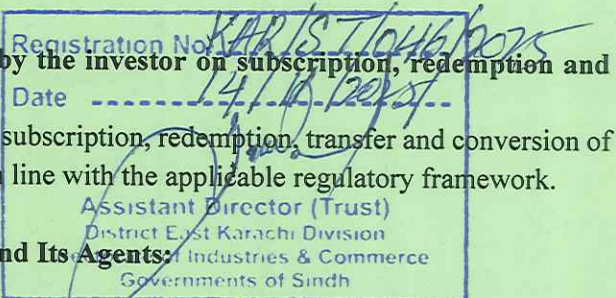 Registration No. KAR/ST/046/2025
by the investor on subscription, redemption and
Date 14/
subscription, redemption, transfer and conversion of
line with the applicable regulatory framework.
Assistant Director (Trust)
District East Karachi Division
nd Its Agents:
Industries & Commerce
Governments of Sindh